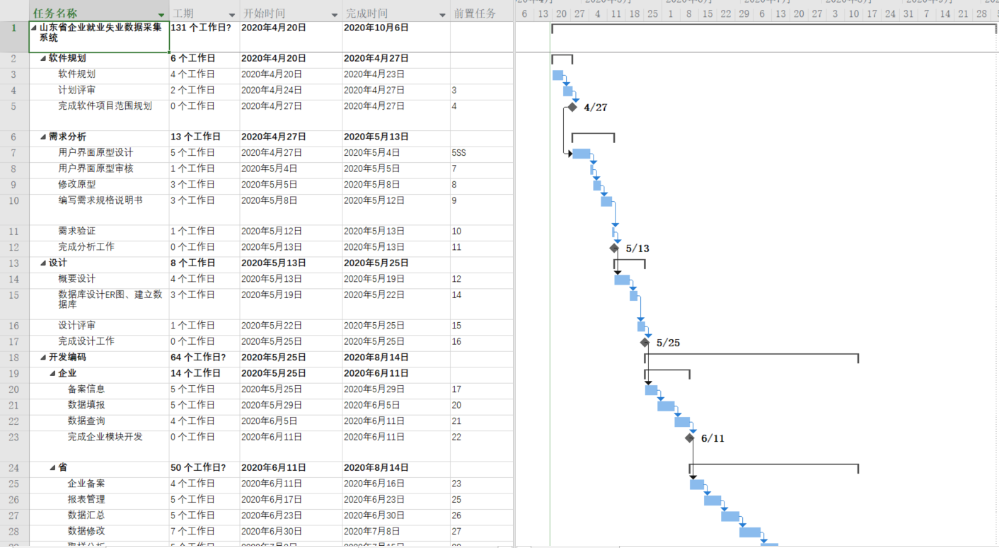 任务名称 工期 开始时间 完成时间 前置任务
6 13 20 27 4 11 18 25 1 8 15 22 29 6 13 20 27 3 10 17 24 31 7 14 21 28
1 山东省企业就业失业数据采集 131 个工作日? 2020年4月20日 2020年10月6日
系统
2 软件规划 6 个工作日 2020年4月20日 2020年4月27日
3 软件规划 4 个工作日 2020年4月20日 2020年4月23日
4 计划评审 2 个工作日 2020年4月24日 2020年4月27日 3
5 完成软件项目范围规划 0 个工作日 2020年4月27日 2020年4月27日 4 4/27
6 需求分析 13 个工作日 2020年4月27日 2020年5月13日
7 用户界面原型设计 5 个工作日 2020年4月27日 2020年5月4日 5SS
8 用户界面原型审核 1 个工作日 2020年5月4日 2020年5月5日 7
9 修改原型 3 个工作日 2020年5月5日 2020年5月8日 8
10 编写需求规格说明书 3 个工作日 2020年5月8日 2020年5月12日 9
11 需求验证 1 个工作日 2020年5月12日 2020年5月13日 10
12 完成分析工作 0 个工作日 2020年5月13日 2020年5月13日 11 5/13
13 设计 8 个工作日 2020年5月13日 2020年5月25日
14 概要设计 4 个工作日 2020年5月13日 2020年5月19日 12
15 数据库设计ER图、建立数 3 个工作日 2020年5月19日 2020年5月22日 14
据库
16 设计评审 1 个工作日 2020年5月22日 2020年5月25日 15
17 完成设计工作 0 个工作日 2020年5月25日 2020年5月25日 16 5/25
18 开发编码 64 个工作日? 2020年5月25日 2020年8月14日
19 企业 14 个工作日 2020年5月25日 2020年6月11日
20 备案信息 5 个工作日 2020年5月25日 2020年5月29日 17
21 数据填报 5 个工作日 2020年5月29日 2020年6月5日 20
22 数据查询 4 个工作日 2020年6月5日 2020年6月11日 21
23 完成企业模块开发 0 个工作日 2020年6月11日 2020年6月11日 22 6/11
24 省 50 个工作日? 2020年6月11日 2020年8月14日
25 企业备案 4 个工作日 2020年6月11日 2020年6月16日 23
26 报表管理 5 个工作日 2020年6月17日 2020年6月23日 25
27 数据汇总 5 个工作日 2020年6月23日 2020年6月30日 26
28 数据修改 7 个工作日 2020年6月30日 2020年7月8日 27